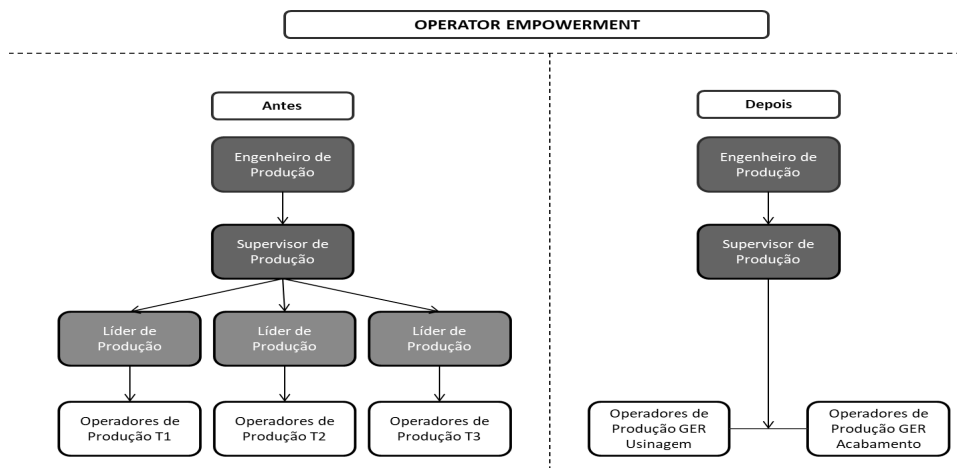 OPERATOR EMPOWERMENT
Antes
Engenheiro de
Produção
Supervisor de
Produção
Líder de
Produção
Líder de
Produção
Líder de
Produção
Operadores de
Produção T1
Operadores de
Produção T2
Operadores de
Produção T3
Depois
Engenheiro de
Produção
Supervisor de
Produção
Operadores de
Produção GER
Usinagem
Operadores de
Produção GER
Acabamento